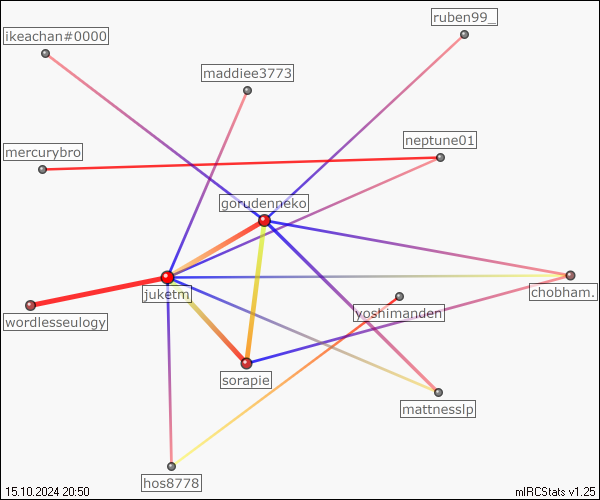 ruben99_
ikeachan#0000
maddiee3773
neptune01
mercurybro
gorudenneko
juketm
chobham.
yoshimanden
wordlesseulogy
sorapie
mattnesslp
hos8778
15.10.2024 20:50
mIRCStats v1.25